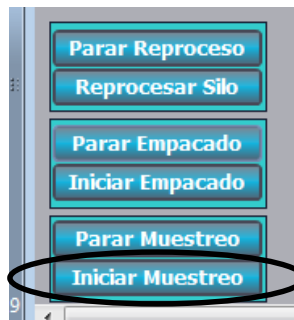 Parar Reproceso
Reprocesar Silo
Parar Empacado
Iniciar Empacado
Parar Muestreo
Iniciar Muestreo
9